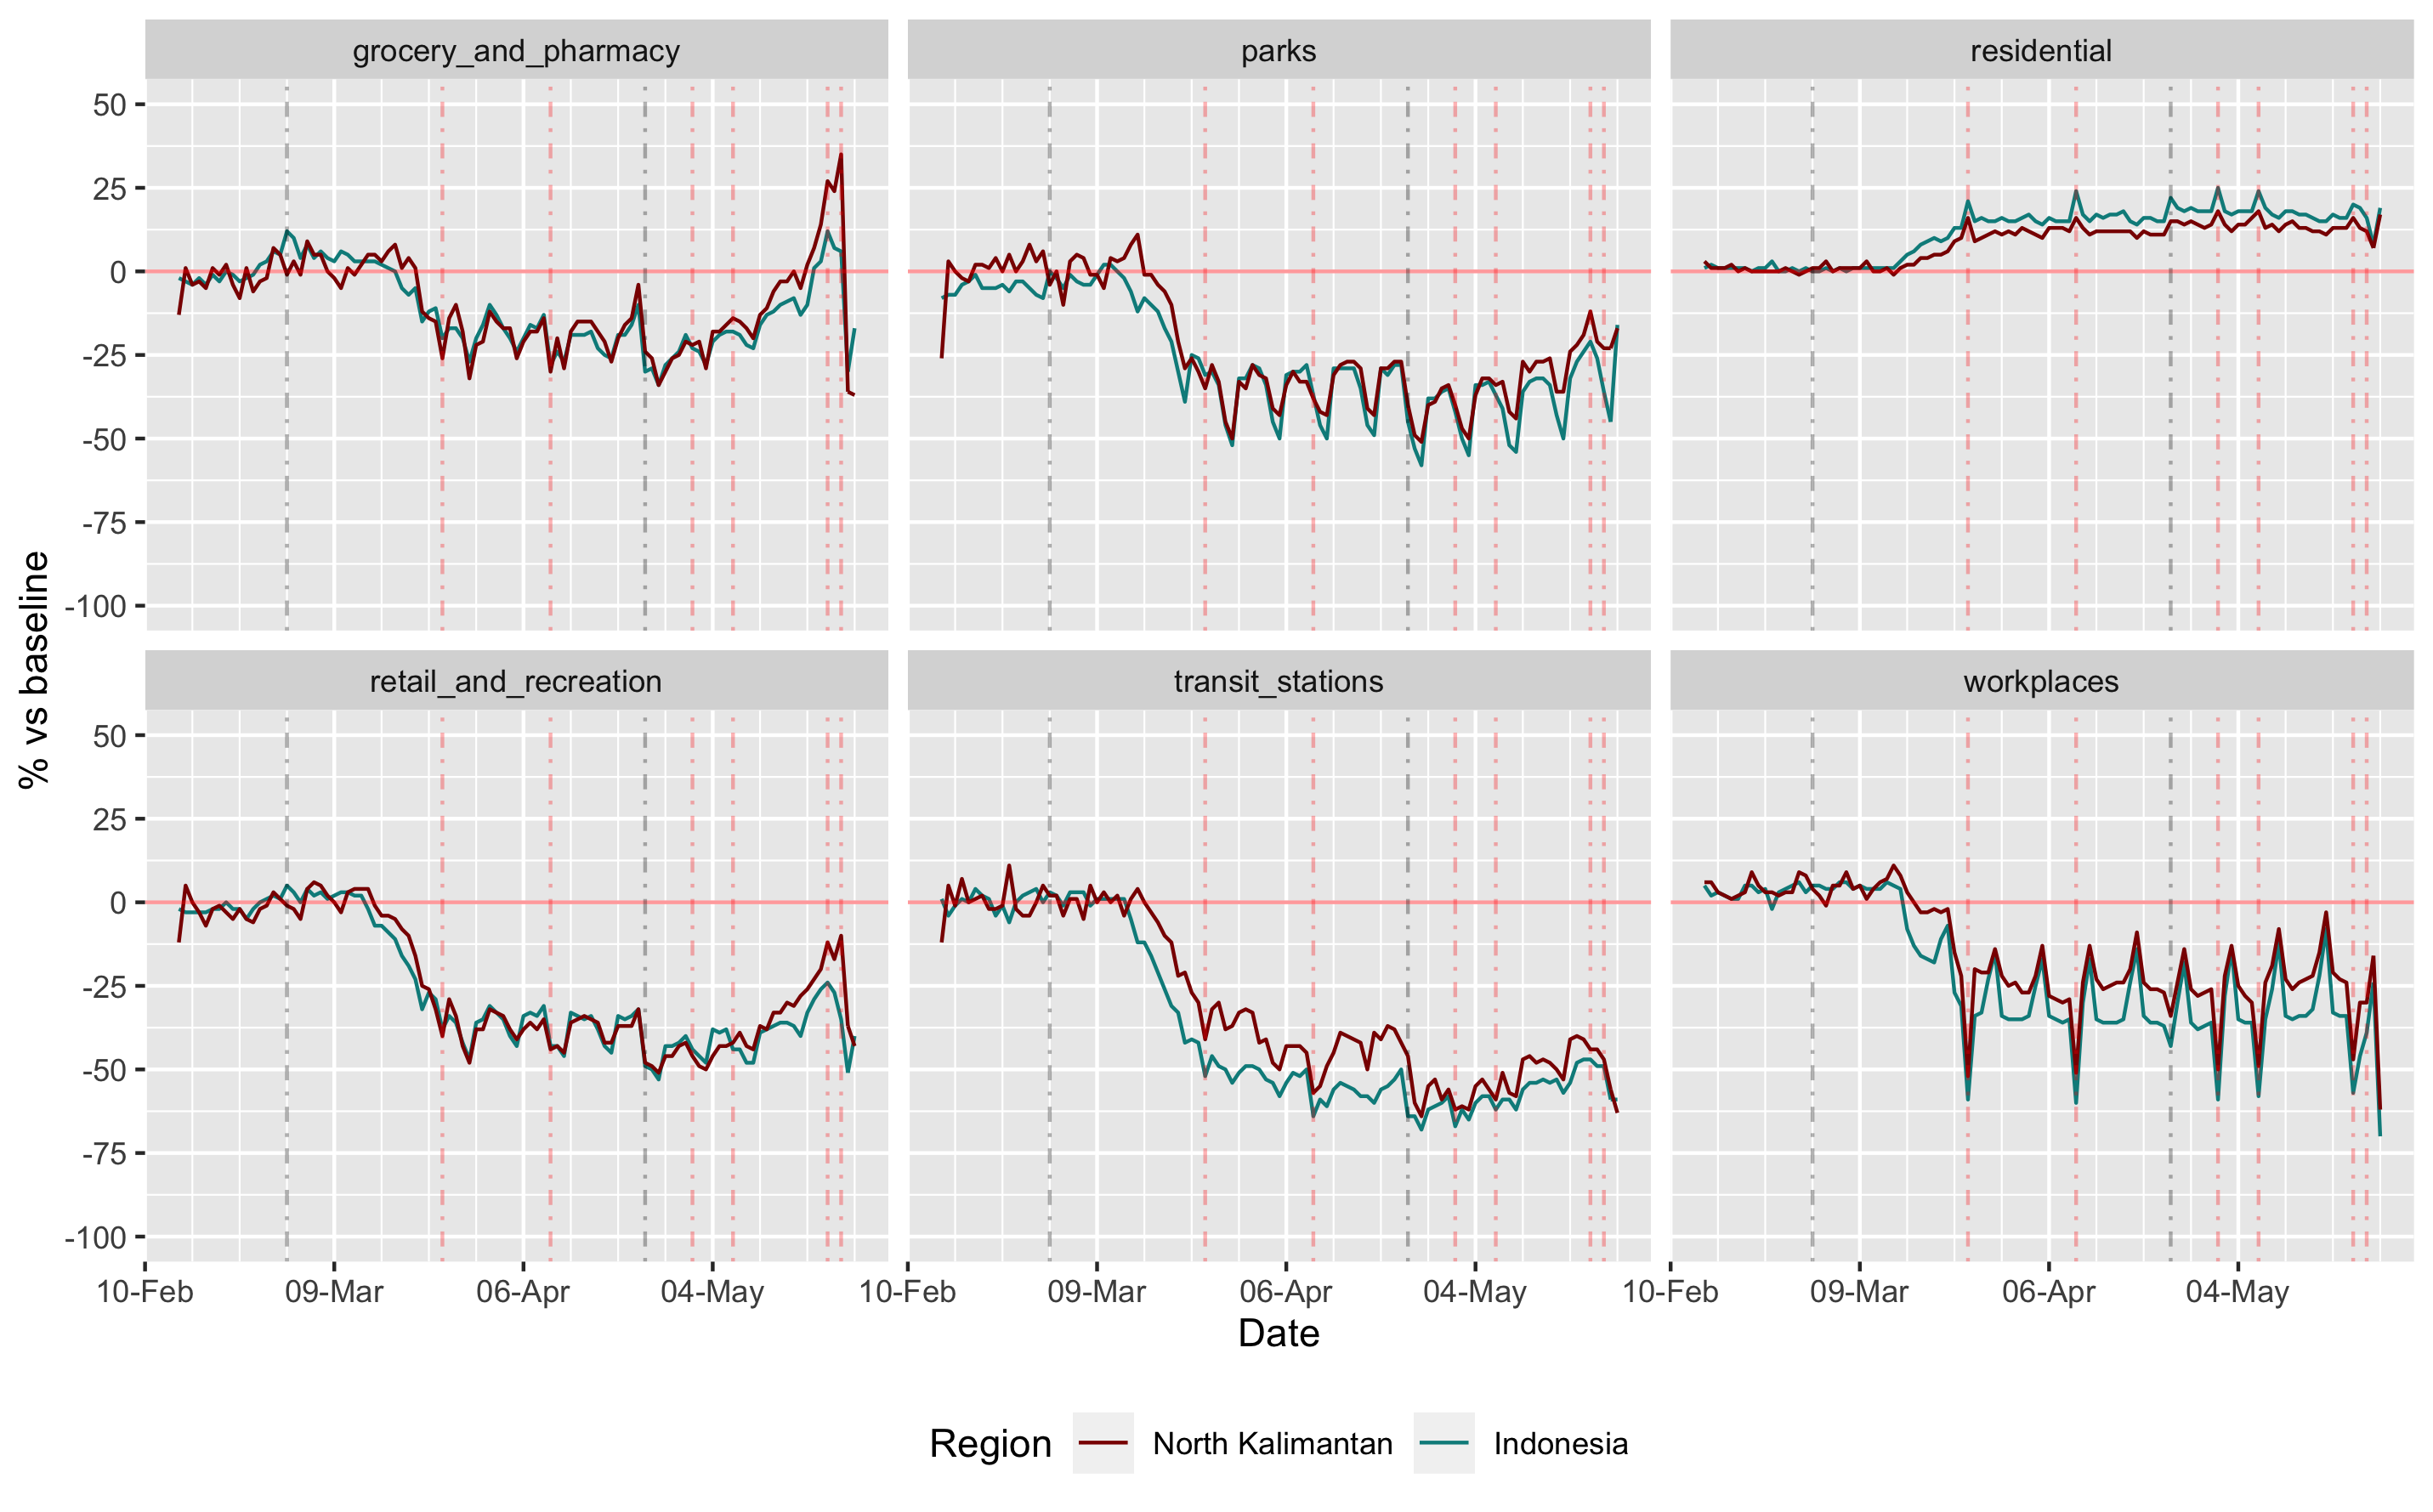 grocery_and_pharmacy parks residential
50
25
0
-25
-50
-75
-100
retail_and_recreation transit_stations workplaces
50
25
0
-25
-50
-75
-100
% vs baseline
10-Feb 09-Mar 06-Apr 04-May 10-Feb 09-Mar 06-Apr 04-May 10-Feb 09-Mar 06-Apr 04-May
Date
Region North Kalimantan Indonesia